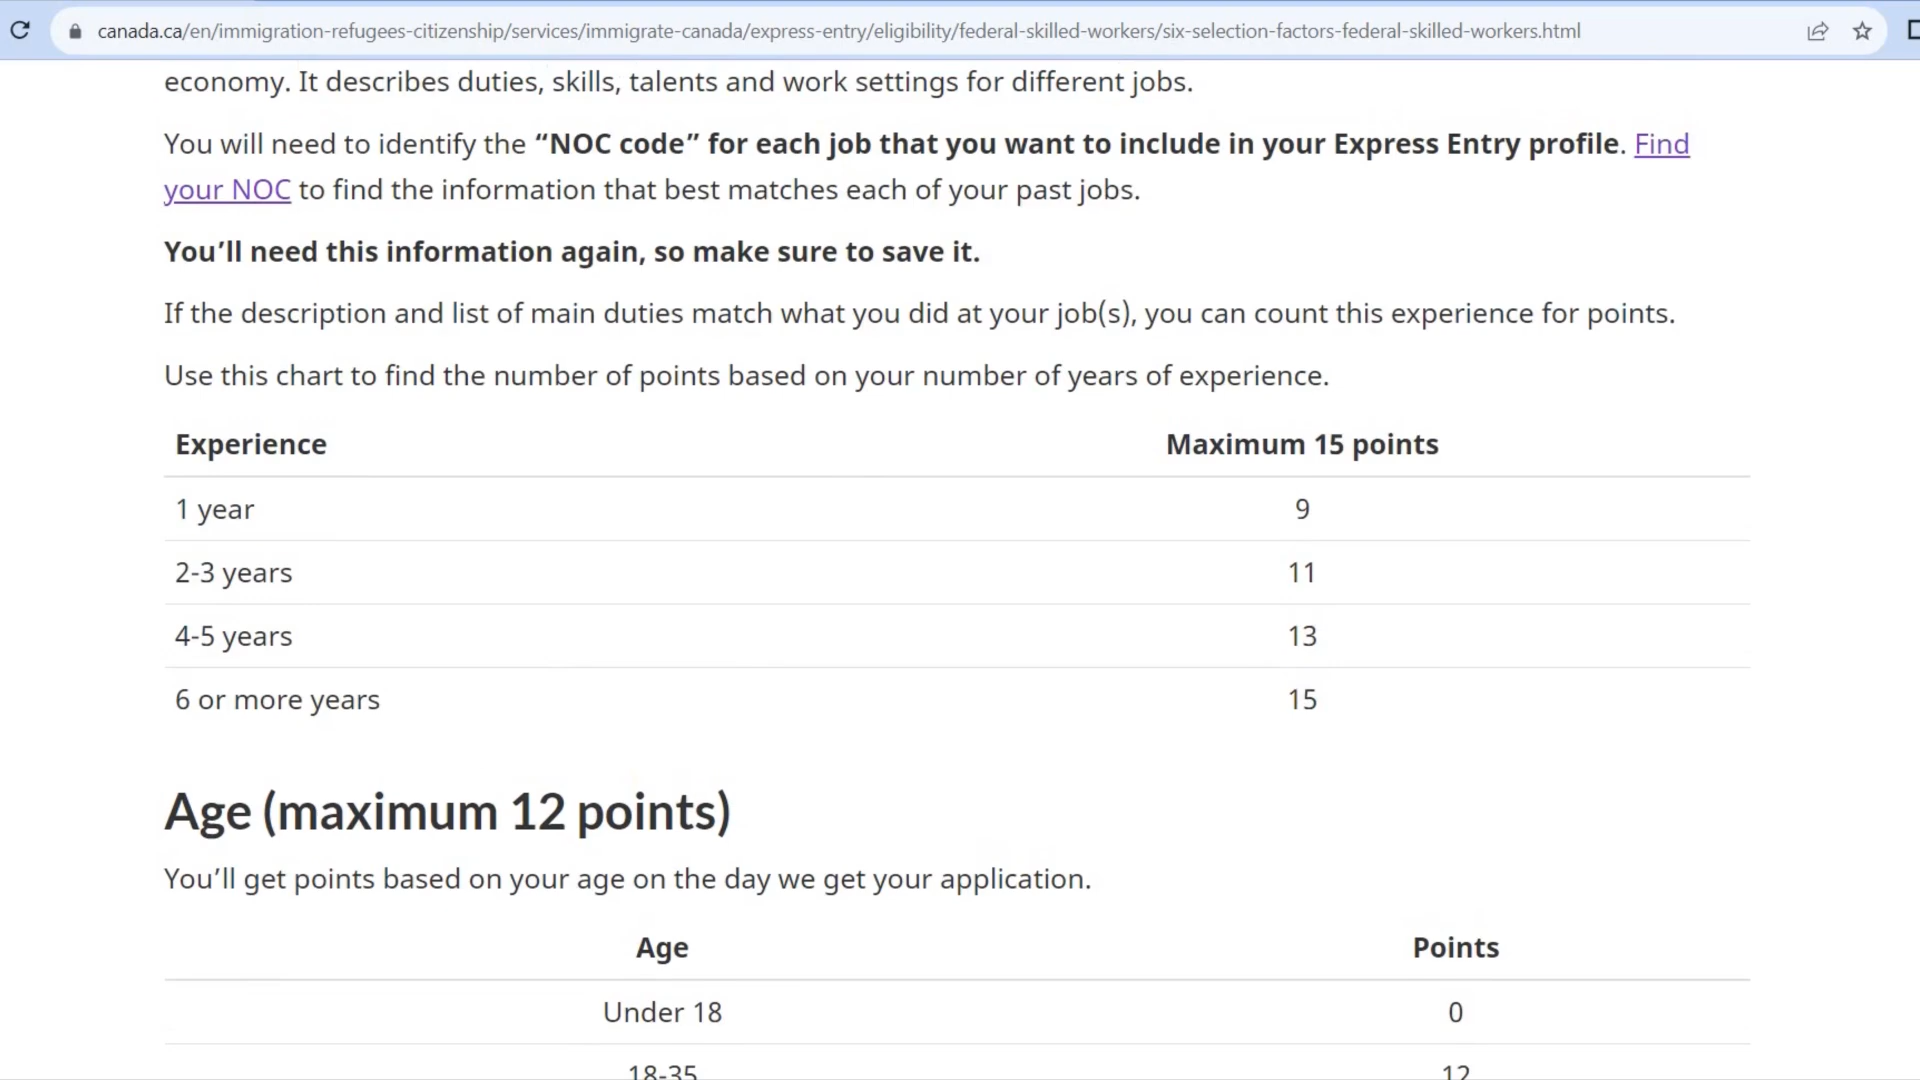 canada.ca/en/immigration-refugees-citizenship/services/immigrate-canada/express-entry/eligibility/federal-skilled-workers/six-selection-factors-federal-skilled-workers.html
economy. It describes duties, skills, talents and work settings for different jobs.
You will need to identify the “NOC code” for each job that you want to include in your Express Entry profile. Find
your NOC to find the information that best matches each of your past jobs.
You’ll need this information again, so make sure to save it.
If the description and list of main duties match what you did at your job(s), you can count this experience for points.
Use this chart to find the number of points based on your number of years of experience.
Experience Maximum 15 points
1 year 9
2-3 years 11
4-5 years 13
6 or more years 15
Age (maximum 12 points)
You’ll get points based on your age on the day we get your application.
Age Points
Under 18 0
18-35 12